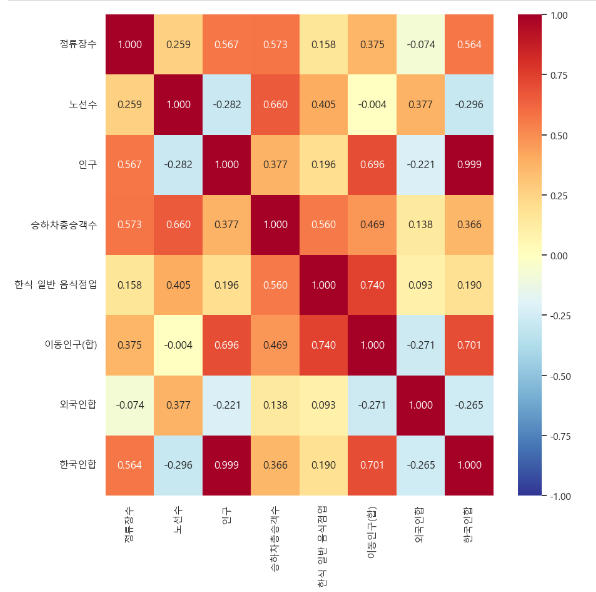 정류장수 1.000 0.259 0.567 0.573 0.158 0.375 -0.074 0.564
노선수 0.259 1.000 -0.282 0.660 0.405 -0.004 0.377 -0.296
인구 0.567 -0.282 1.000 0.377 0.196 0.696 -0.221 0.999
승하차총승객수 0.573 0.660 0.377 1.000 0.560 0.469 0.138 0.366
한식 일반 음식점업 0.158 0.405 0.196 0.560 1.000 0.740 0.093 0.190
이동인구(합) 0.375 -0.004 0.696 0.469 0.740 1.000 -0.271 0.701
외국인합 -0.074 0.377 -0.221 0.138 0.093 -0.271 1.000 -0.265
한국인합 0.564 -0.296 0.999 0.366 0.190 0.701 -0.265 1.000
정류장수
노선수
인구
승하차총승객수
한식 일반 음식점업
이동인구(합)
외국인합
한국인합
1.00
0.75
0.50
0.25
0.00
-0.25
-0.50
-0.75
-1.00